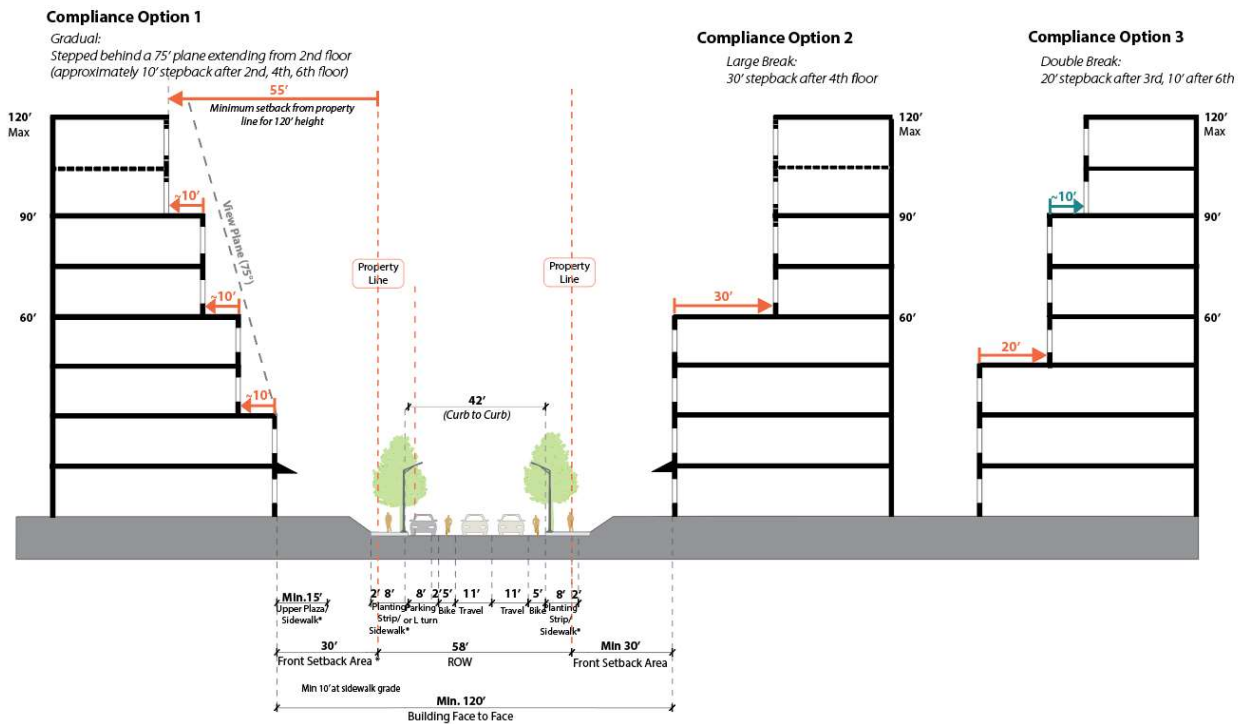 Compliance Option 1
Gradual:
Stepped behind a 75' plane extending from 2nd floor
(approximately 10' stepback after 2nd, 4th, 6th floor)
55'
Minimum setback from property
line for 120' height
120'
Max
~10'
90'
~10'
60'
~10'
View Plane (75°)
Property
Line
Property
Line
42'
(Curb to Curb)
Compliance Option 2
Large Break:
30' stepback after 4th floor
120'
Max
90'
30'
60'
Compliance Option 3
Double Break:
20' stepback after 3rd, 10' after 6th
120'
Max
~10'
90'
60'
20'
Min.15'
Upper Plaza/
Sidewalk*
2' 8' 8' 2' 5' 11' 11' 5' 8' 2'
Planting
Strip/
Sidewalk*
Parking
or L turn
Bike
Travel
Travel
Bike
Planting
Strip/
Sidewalk*
30'
Front Setback Area *
58'
ROW
Min 30'
Front Setback Area
Min 10' at sidewalk grade
Min. 120'
Building Face to Face